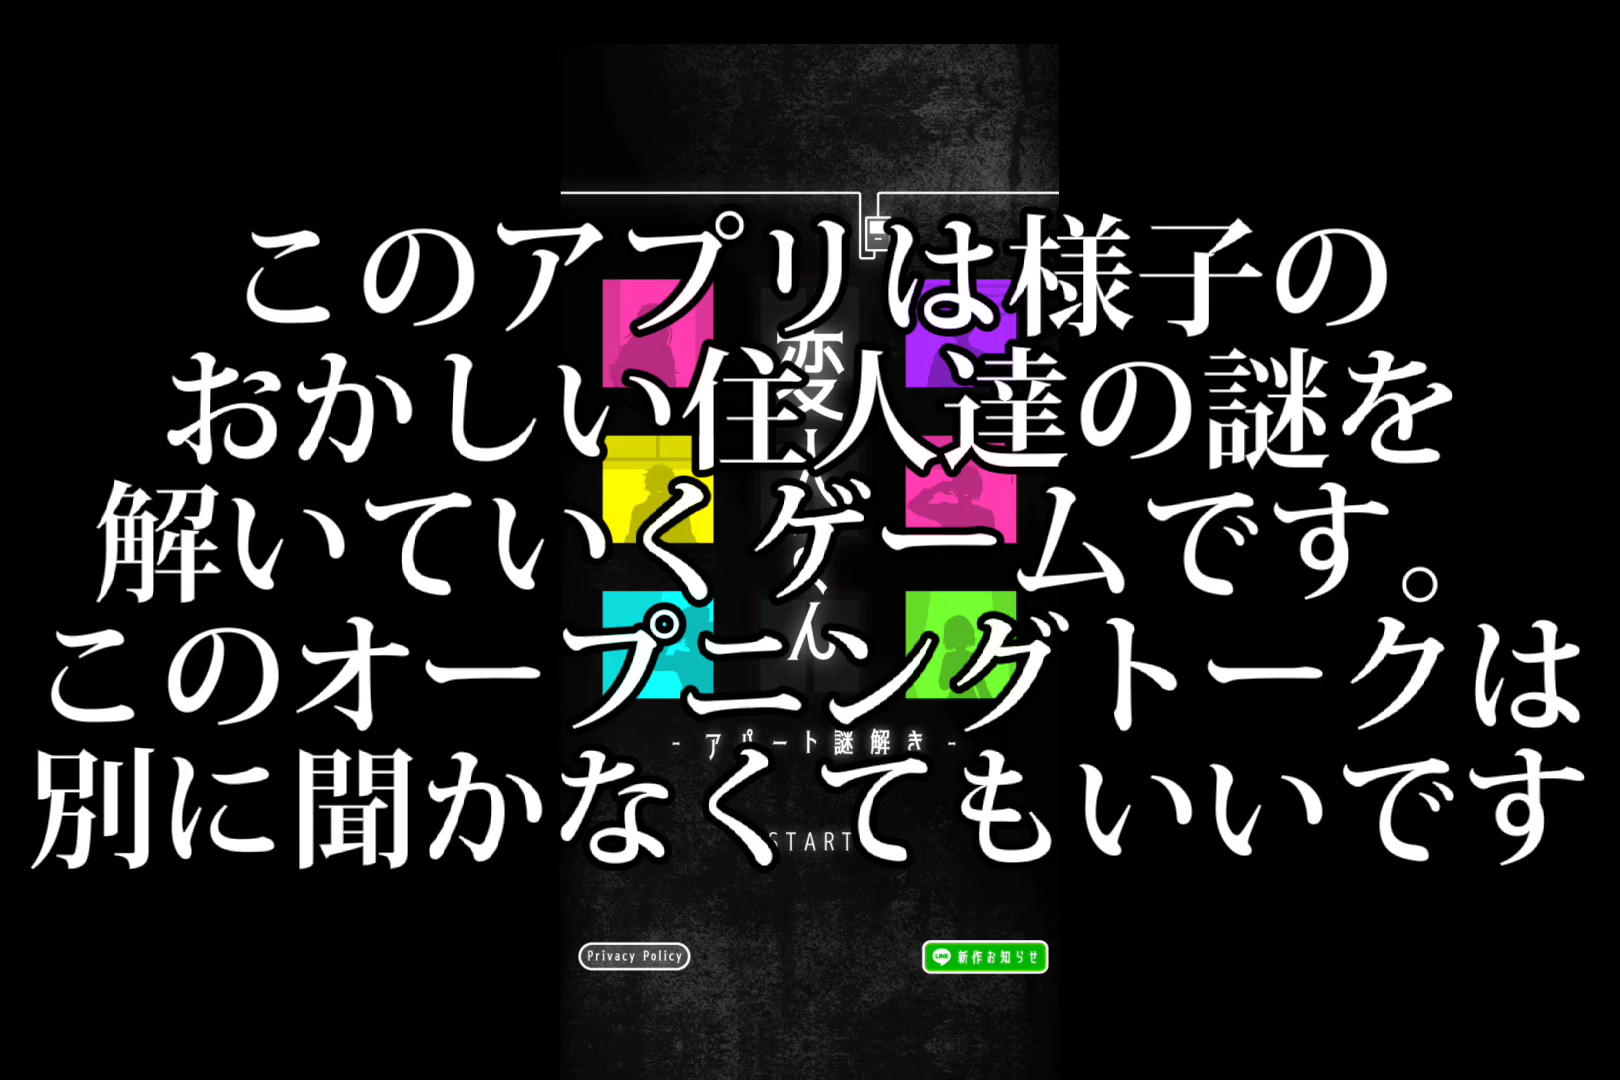 このアプリは様子の
おかしい住人達の謎を
解いていくゲームです。
このオープニングトークは
別に聞かなくてもいいです
- アパート謎解き -
START
Privacy Policy
LINE 新作お知らせ